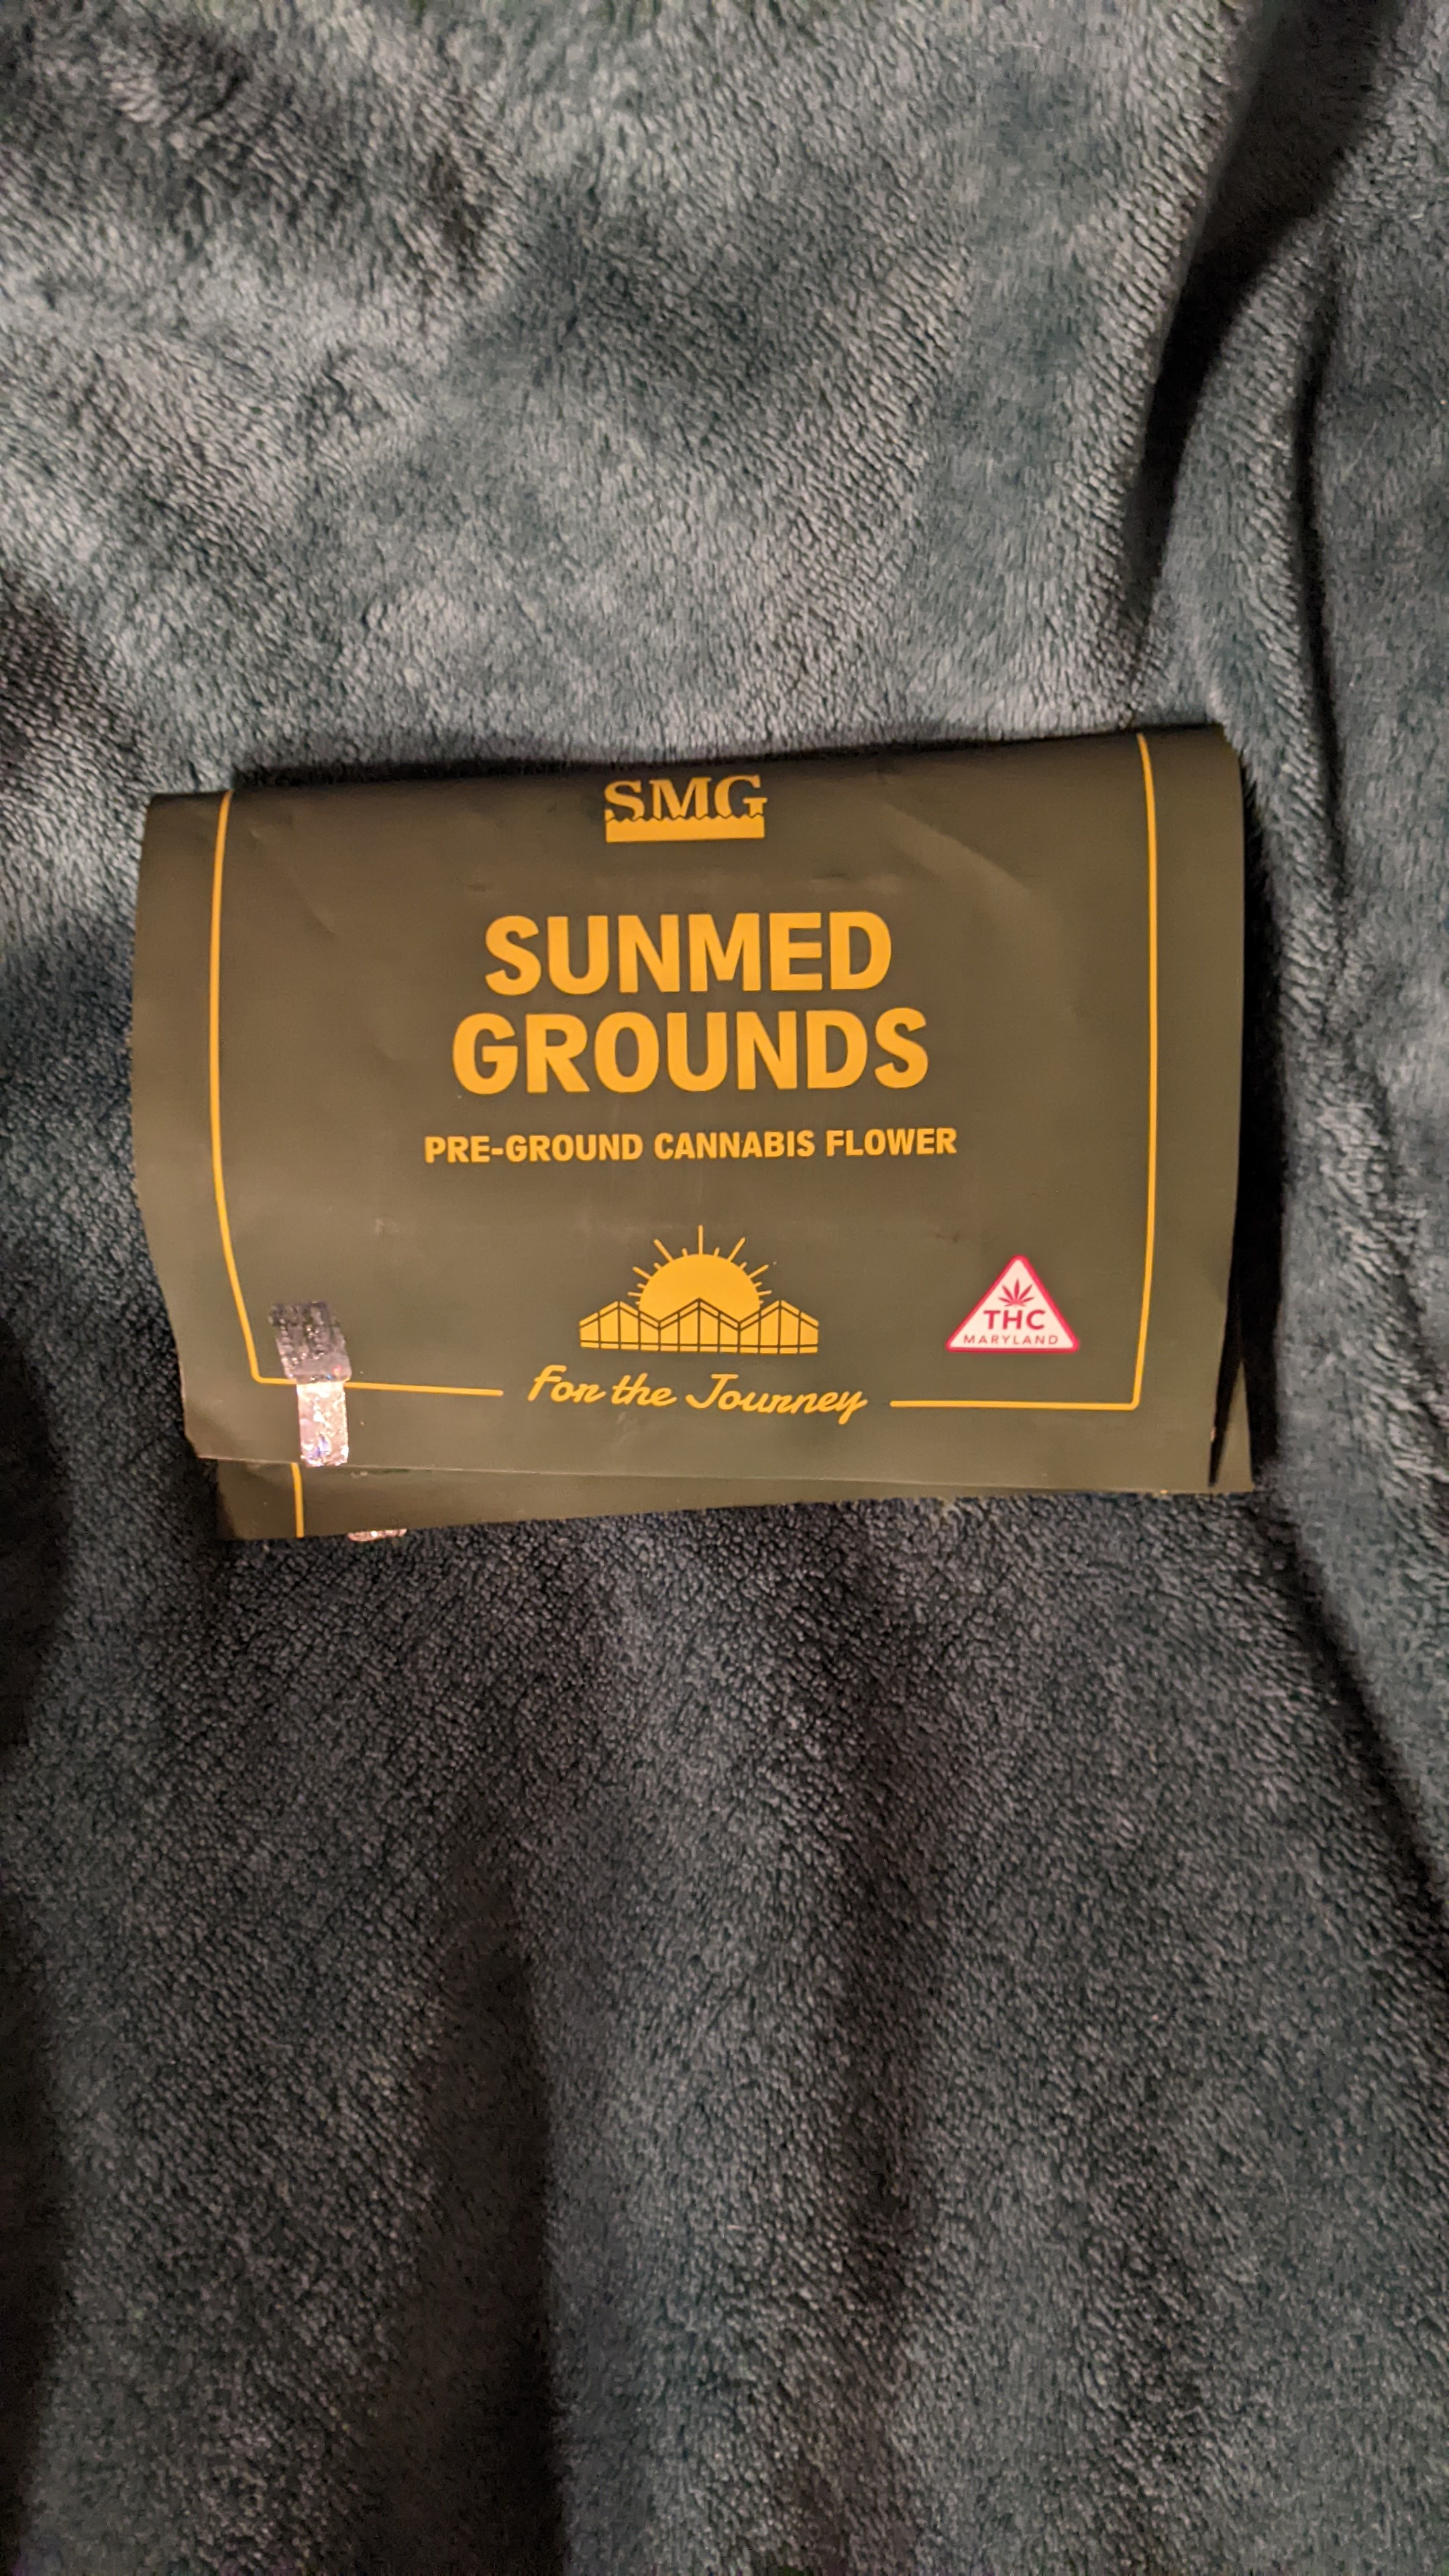 SMG
SUNMED
GROUNDS
PRE-GROUND CANNABIS FLOWER
THC
MARYLAND
For the Journey